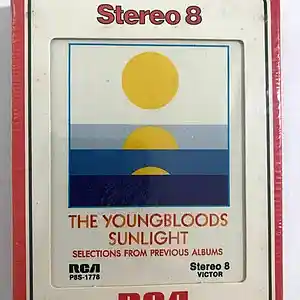 Stereo 8
THE YOUNGBLOODS
SUNLIGHT
SELECTIONS FROM PREVIOUS ALBUMS
RCA Stereo 8
P8S-1778 VICTOR
RCA